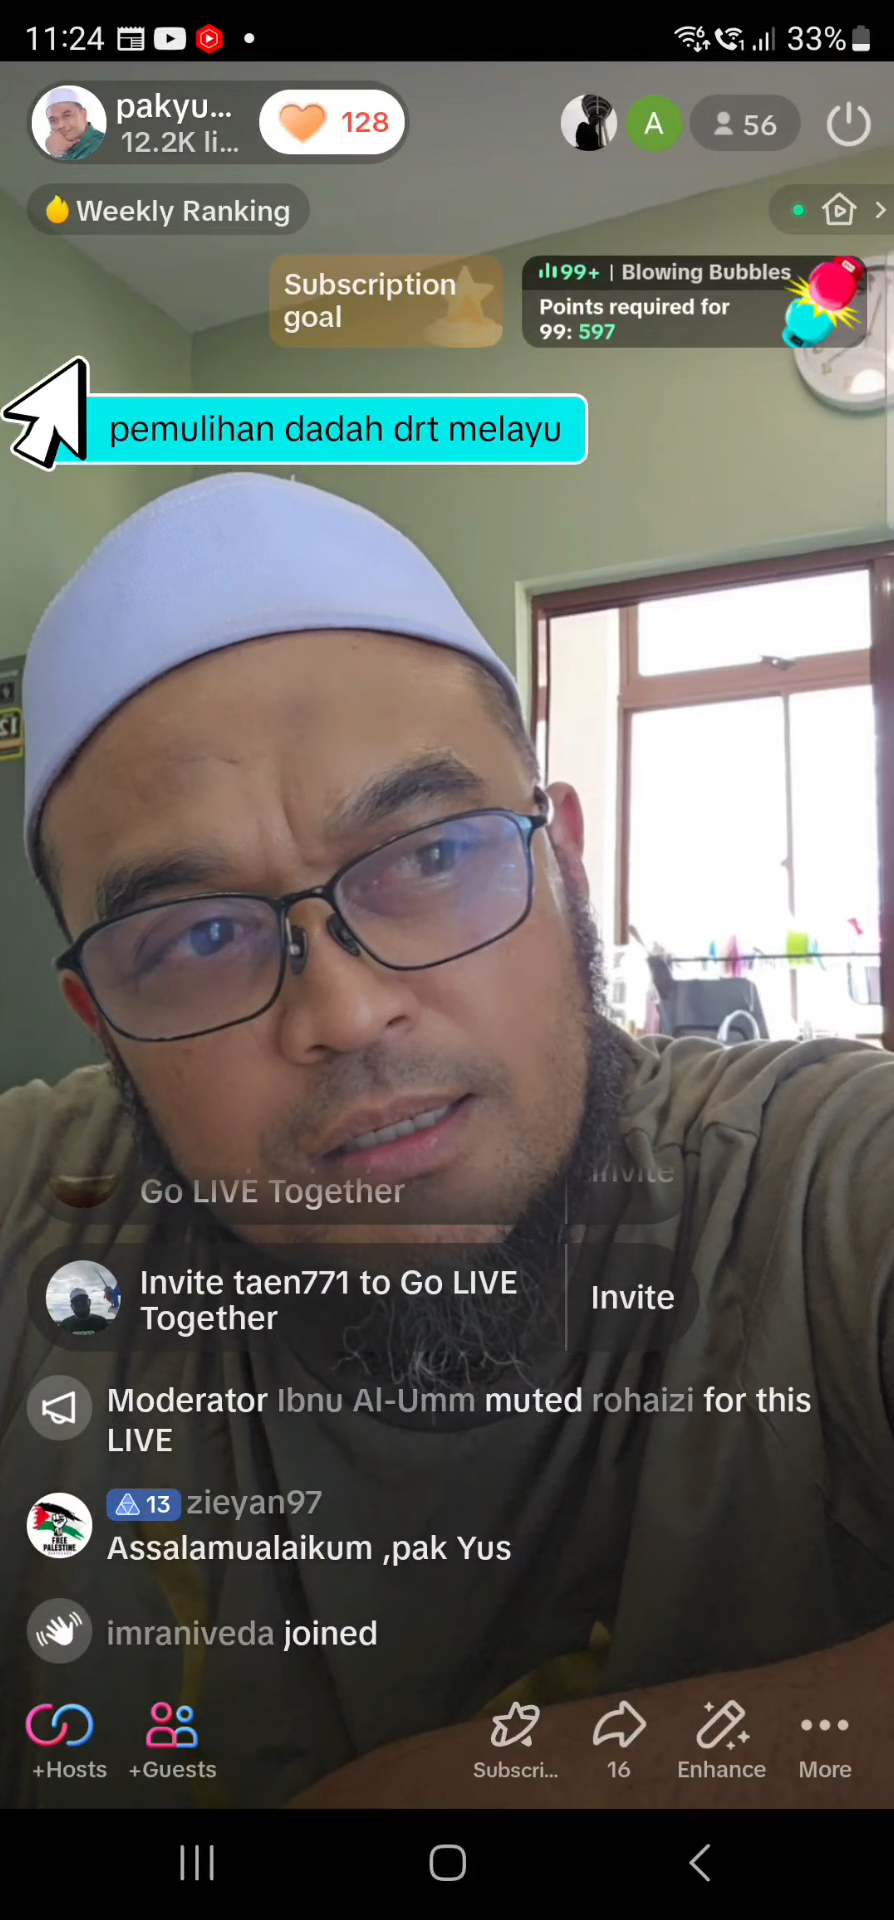 11:24
33%
pakyu...
12.2K li...
128
A
56
Weekly Ranking
Subscription
goal
99+ | Blowing Bubbles
Points required for
99: 597
pemulihan dadah drt melayu
Go LIVE Together
Invite
Invite taen771 to Go LIVE
Together
Invite
Moderator Ibnu Al-Umm muted rohaizi for this
LIVE
13 zieyan97
FREE
PALESTINE
Assalamualaikum ,pak Yus
imraniveda joined
+Hosts
+Guests
Subscri...
16
Enhance
More